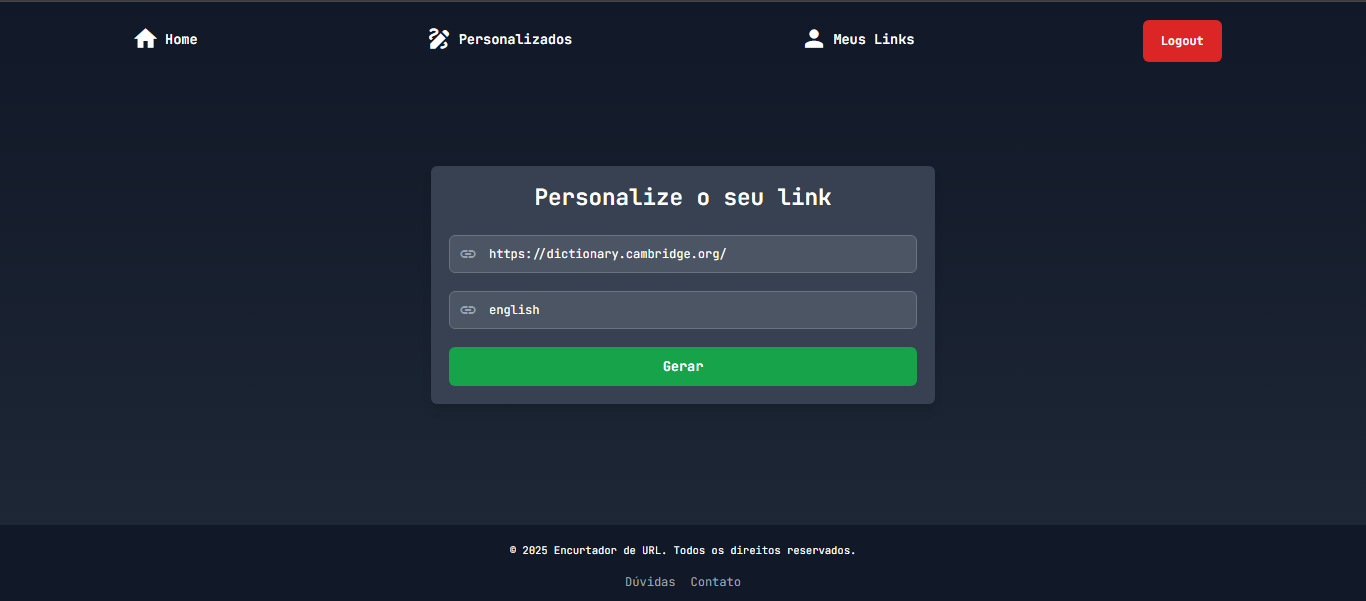 Home
Personalizados
Meus Links
Logout
Personalize o seu link
https://dictionary.cambridge.org/
english
Gerar
© 2025 Encurtador de URL. Todos os direitos reservados.
Dúvidas Contato